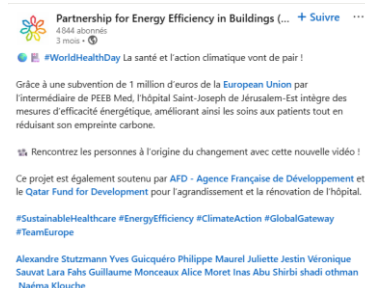 Partnership for Energy Efficiency in Buildings (... + Suivre ...
4 844 abonnés
3 mois •
#WorldHealthDay La santé et l'action climatique vont de pair !
Grâce à une subvention de 1 million d'euros de la European Union par
l'intermédiaire de PEEB Med, l'hôpital Saint-Joseph de Jérusalem-Est intègre des
mesures d'efficacité énergétique, améliorant ainsi les soins aux patients tout en
réduisant son empreinte carbone.
Rencontrez les personnes à l'origine du changement avec cette nouvelle vidéo !
Ce projet est également soutenu par AFD - Agence Française de Développement et
le Qatar Fund for Development pour l'agrandissement et la rénovation de l'hôpital.
#SustainableHealthcare #EnergyEfficiency #ClimateAction #GlobalGateway
#TeamEurope
Alexandre Stutzmann Yves Guicquéro Philippe Maurel Juliette Jestin Véronique
Sauvat Lara Fahs Guillaume Monceaux Alice Moret Inas Abu Shirbi shadi othman
Naéma Klouche